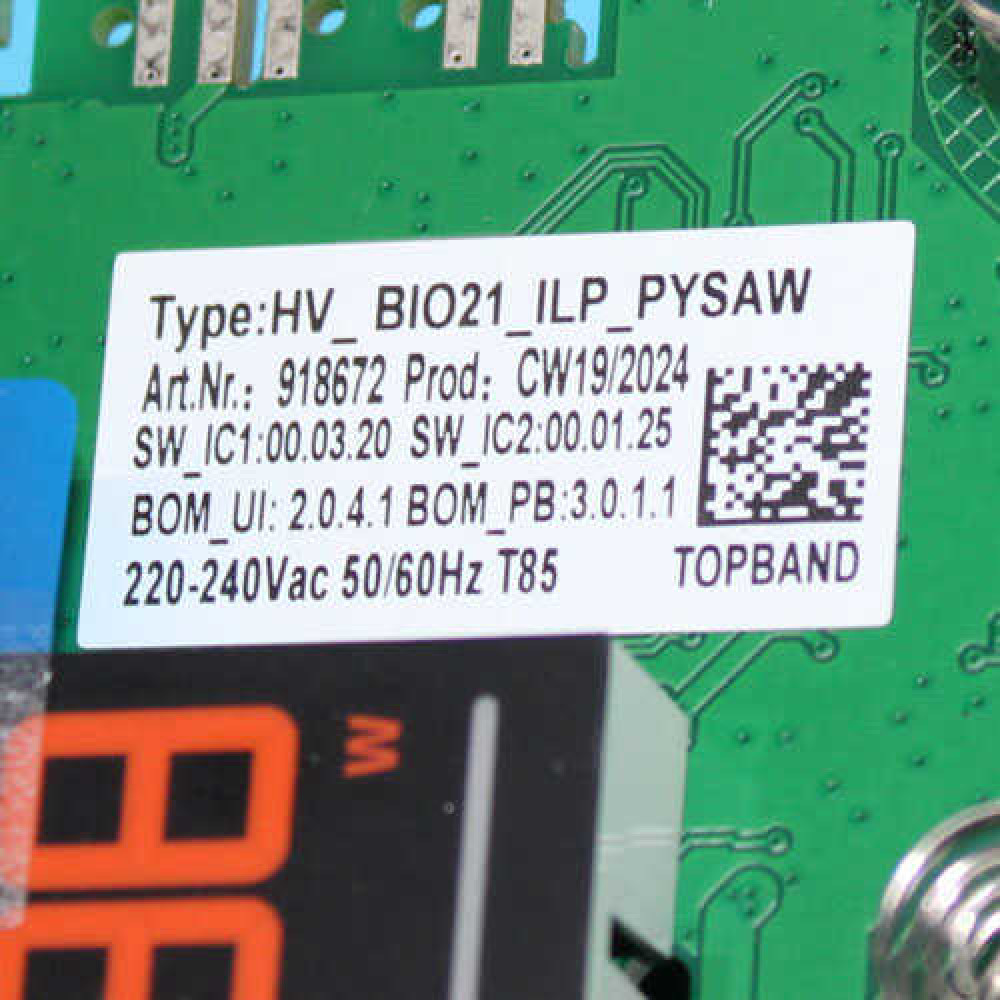 Type:HV_ BIO21_ILP_PYSAW
Art.Nr.: 918672 Prod: CW19/2024
SW_IC1:00.03.20 SW_IC2:00.01.25
BOM_UI: 2.0.4.1 BOM_PB:3.0.1.1
220-240Vac 50/60Hz T85 TOPBAND
W